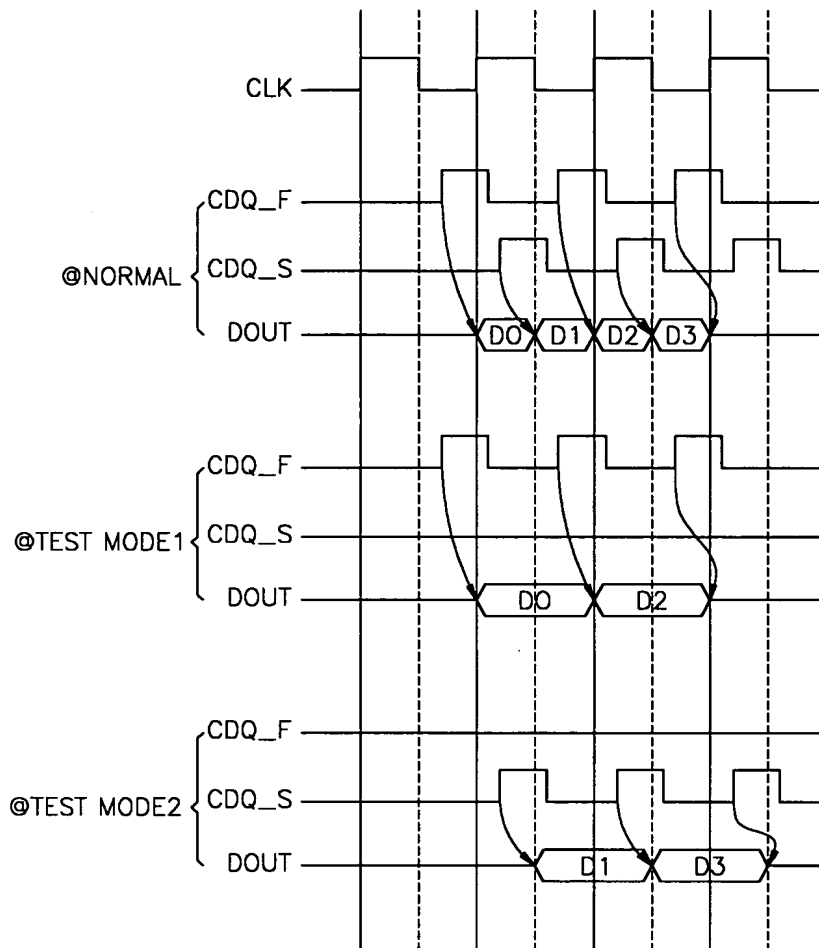 CLK
CDQ_F
@NORMAL CDQ_S
DOUT D0 D1 D2 D3
CDQ_F
@TEST MODE1 CDQ_S
DOUT D0 D2
CDQ_F
@TEST MODE2 CDQ_S
DOUT D1 D3